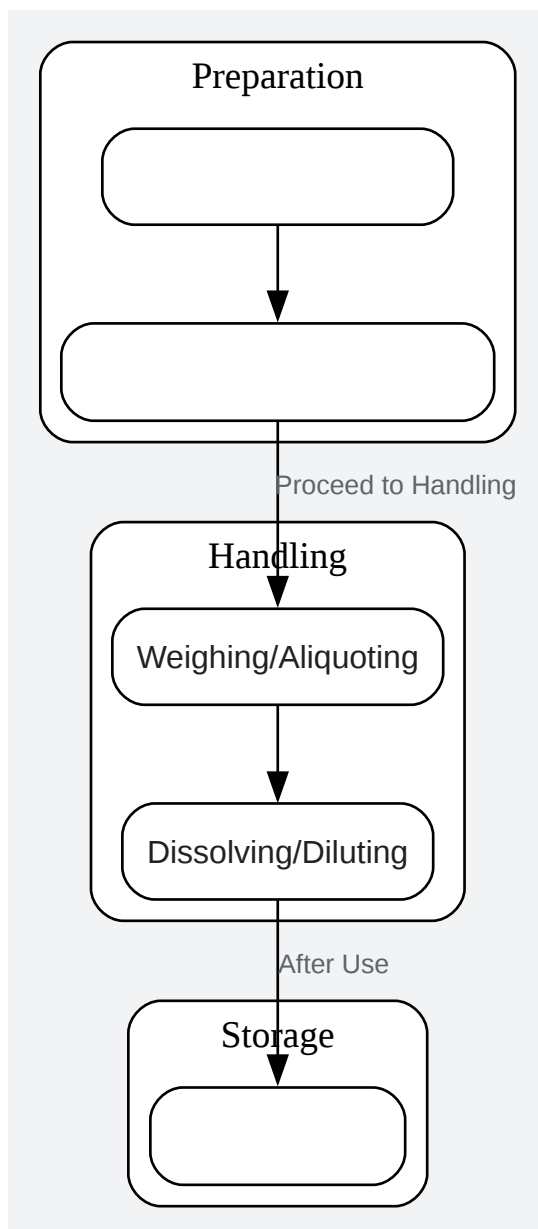 Preparation
Proceed to Handling
Handling
Weighing/Aliquoting
Dissolving/Diluting
After Use
Storage